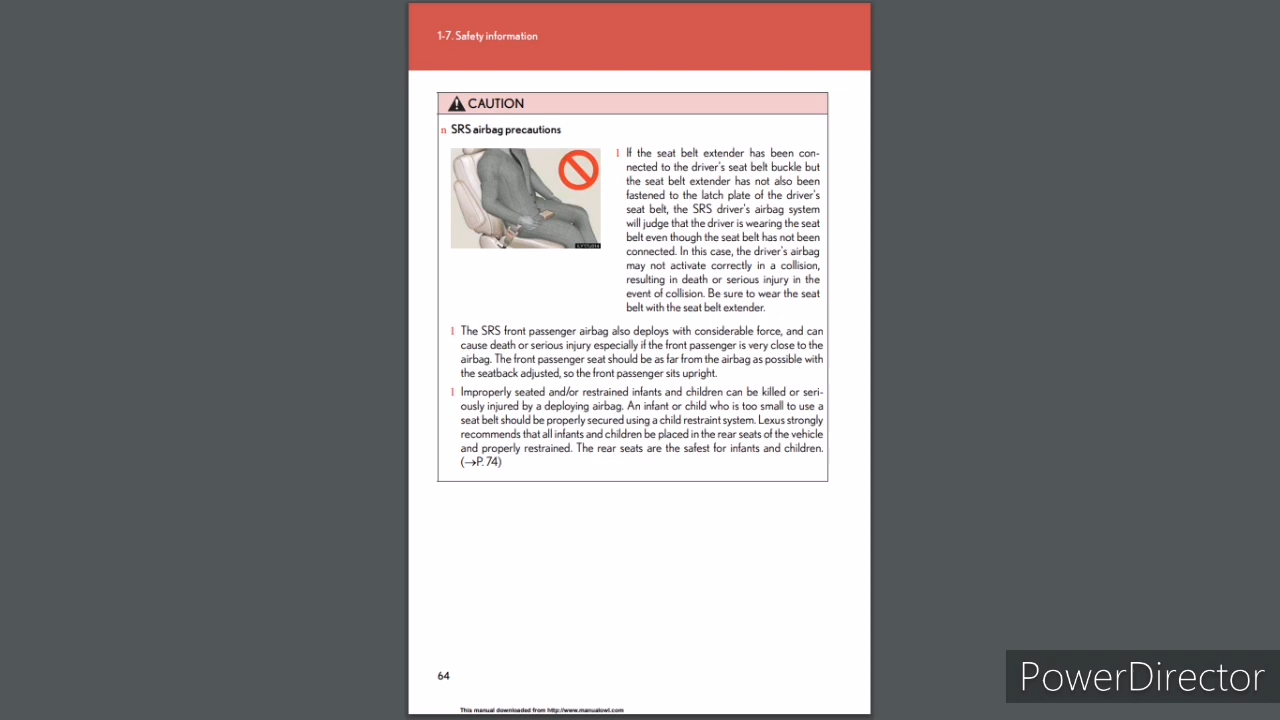 1-7. Safety information
CAUTION
n SRS airbag precautions
l If the seat belt extender has been con-
nected to the driver's seat belt buckle but
the seat belt extender has not also been
fastened to the latch plate of the driver's
seat belt, the SRS driver's airbag system
will judge that the driver is wearing the seat
belt even though the seat belt has not been
connected. In this case, the driver's airbag
may not activate correctly in a collision,
resulting in death or serious injury in the
event of collision. Be sure to wear the seat
belt with the seat belt extender.
l The SRS front passenger airbag also deploys with considerable force, and can
cause death or serious injury especially if the front passenger is very close to the
airbag. The front passenger seat should be as far from the airbag as possible with
the seatback adjusted, so the front passenger sits upright.
l Improperly seated and/or restrained infants and children can be killed or seri-
ously injured by a deploying airbag. An infant or child who is too small to use a
seat belt should be properly secured using a child restraint system. Lexus strongly
recommends that all infants and children be placed in the rear seats of the vehicle
and properly restrained. The rear seats are the safest for infants and children.
(→P. 74)
64
This manual downloaded from http://www.manualowl.com
PowerDirector